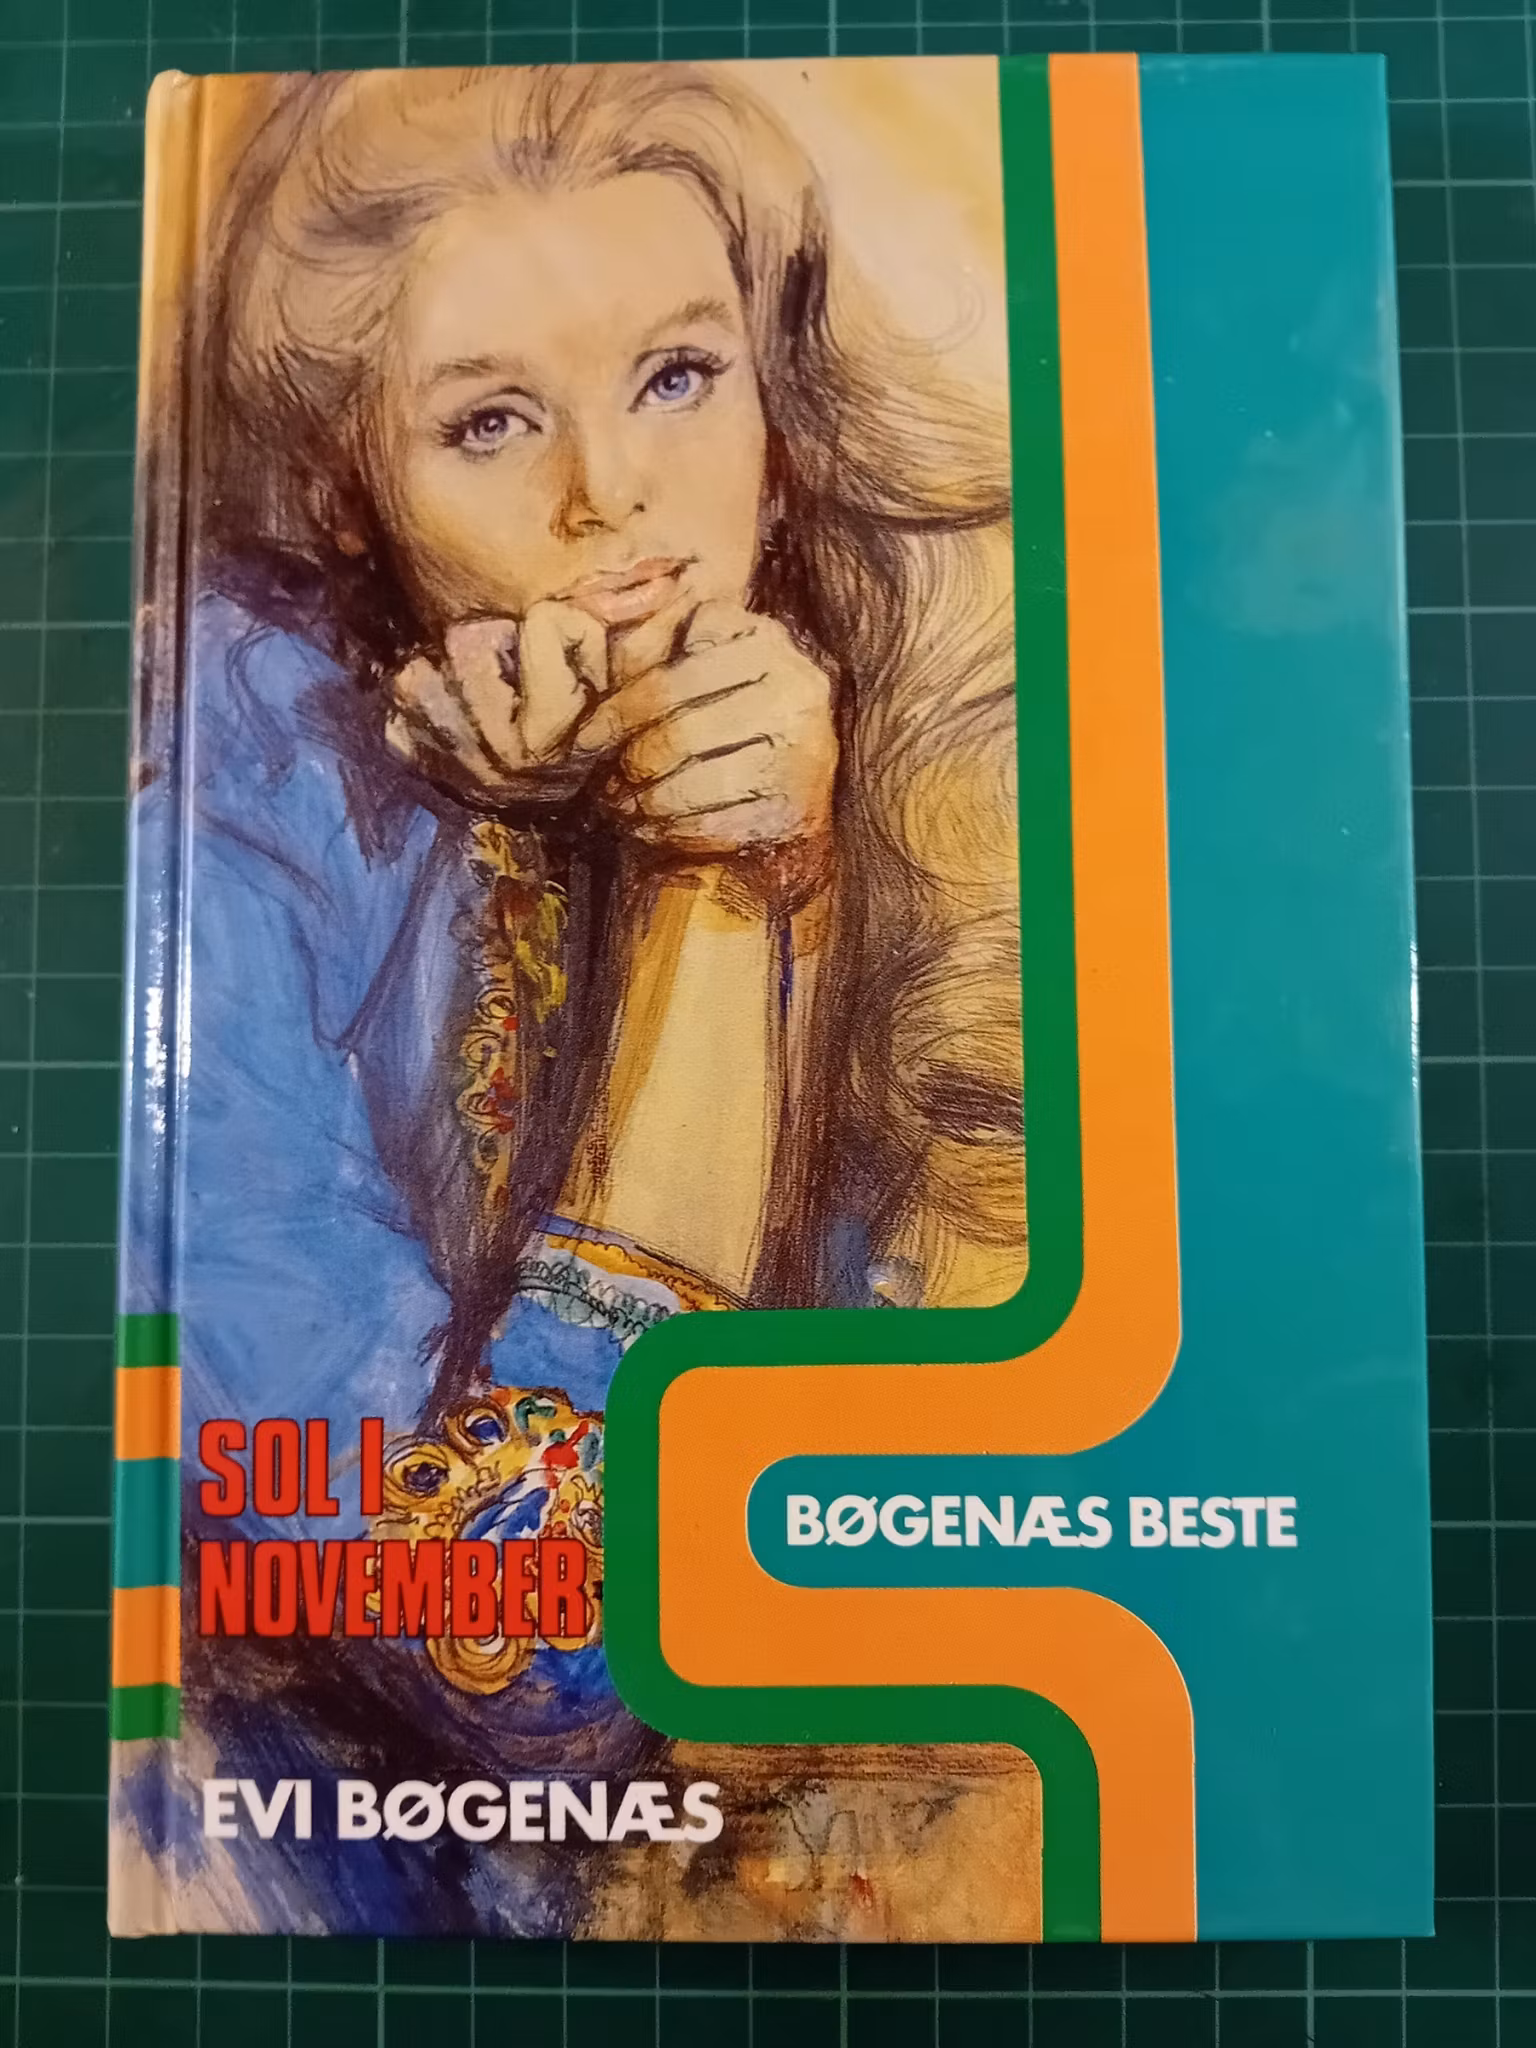 SOL I
NOVEMBER
BØGENÆS BESTE
EVI BØGENÆS